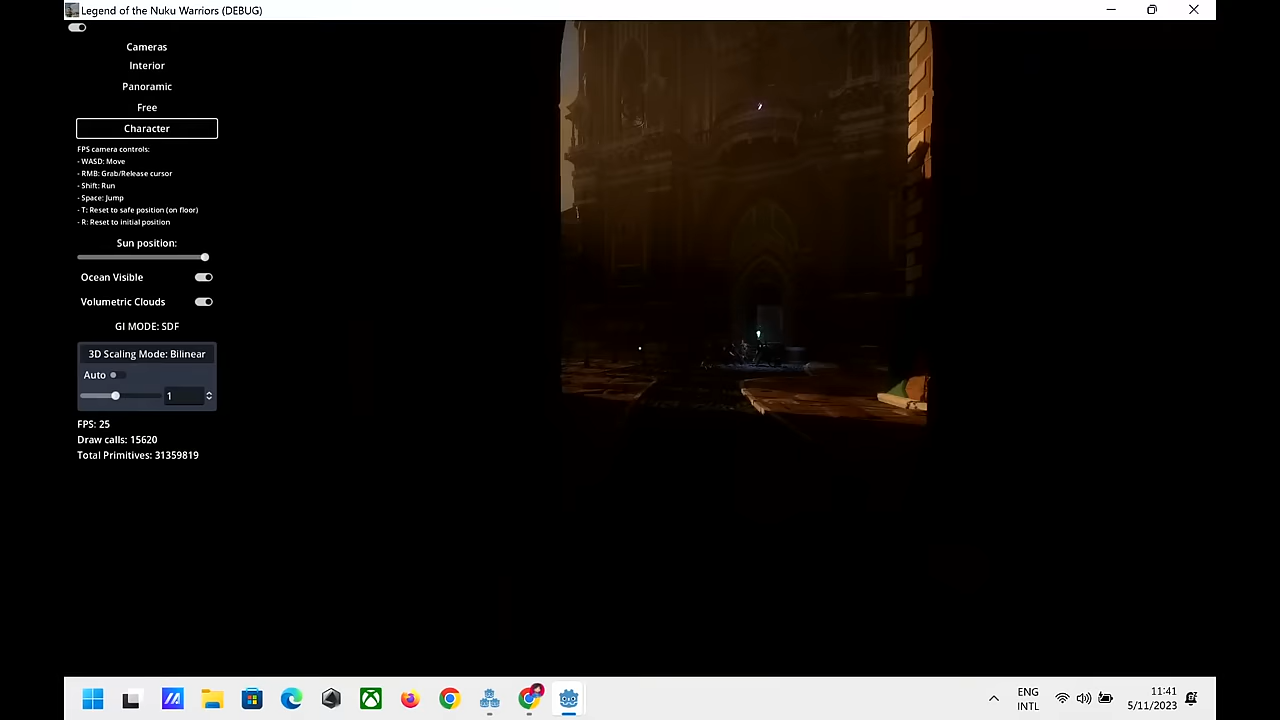 Legend of the Nuku Warriors (DEBUG)
Cameras
Interior
Panoramic
Free
Character
FPS camera controls:
- WASD: Move
- RMB: Grab/Release cursor
- Shift: Run
- Space: Jump
- T: Reset to safe position (on floor)
- R: Reset to initial position
Sun position:
Ocean Visible
Volumetric Clouds
GI MODE: SDF
3D Scaling Mode: Bilinear
Auto
1
FPS: 25
Draw calls: 15620
Total Primitives: 31359819
ENG
INTL
11:41
5/11/2023